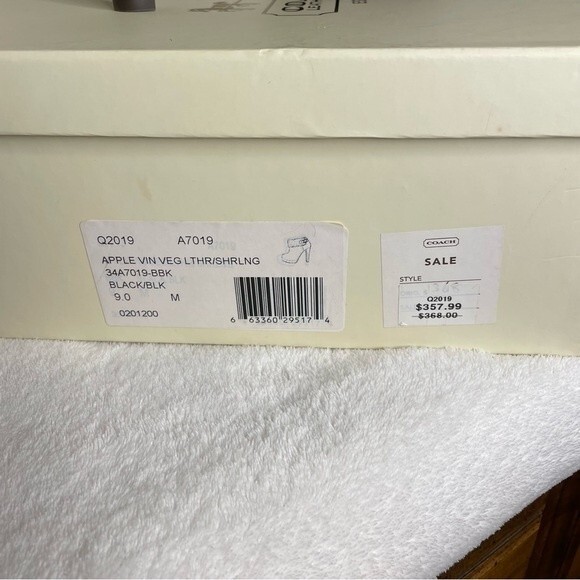 Q2019 A7019
APPLE VIN VEG LTHR/SHRLNG
34A7019-BBK
BLACK/BLK
9.0 M
0201200
6 63360 29517 4
COACH
SALE
STYLE
Q2019
$357.99
$368.00